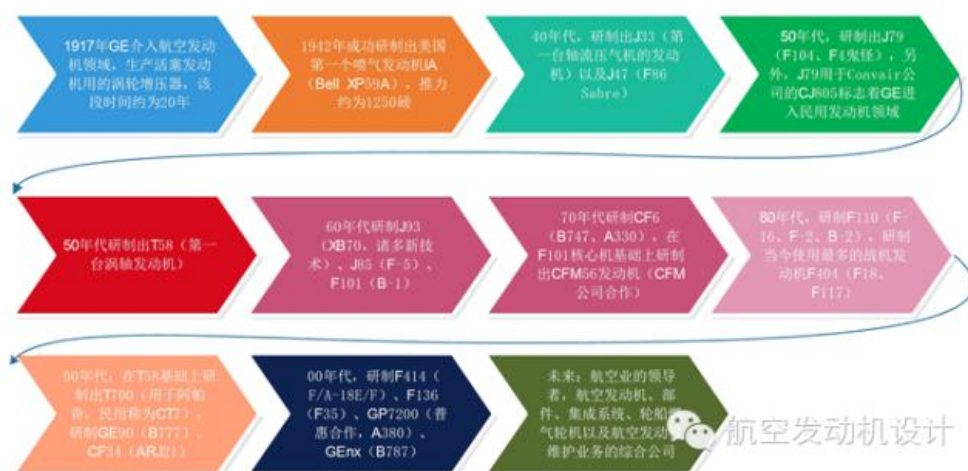 1917年GE介入航空发动
机领域，生产活塞发动
机用的涡轮增压器，该
段时间约为20年
1942年成功研制出美国
第一个喷气发动机IA
（Bell XP59A），推力
约为1250磅
40年代，研制出J33（第
一台轴流压气机的发动
机）以及J47（F86
Sabre）
50年代，研制出J79
（F104、F4鬼怪），另
外，J79用于Convair公
司的CJ805标志着GE进
入民用发动机领域
50年代研制出T58（第一
台涡轴发动机）
60年代研制J93
（XB70，诸多新技
术）、J85（F-5）、
F101（B-1）
70年代研制CF6
（B747、A330），在
F101核心机基础上研制
出CFM56发动机（CFM
公司合作）
80年代，研制F110（F-
16、F-2、B-2），研制
当今使用最多的战机发
动机F404（F18、
F117）
90年代，在T58基础上研
制出T700（用于阿帕
奇，民用称为CT7），
研制GE90（B777）、
CF34（ARJ21）
00年代，研制F414（
F/A-18E/F）、F136
（F35）、GP7200（普
惠合作，A380）、
GEnx（B787）
未来：航空业的领导
者，航空发动机、部
件、集成系统、轮船燃
气轮机以及航空发动机
维护业务的综合公司
航空发动机设计